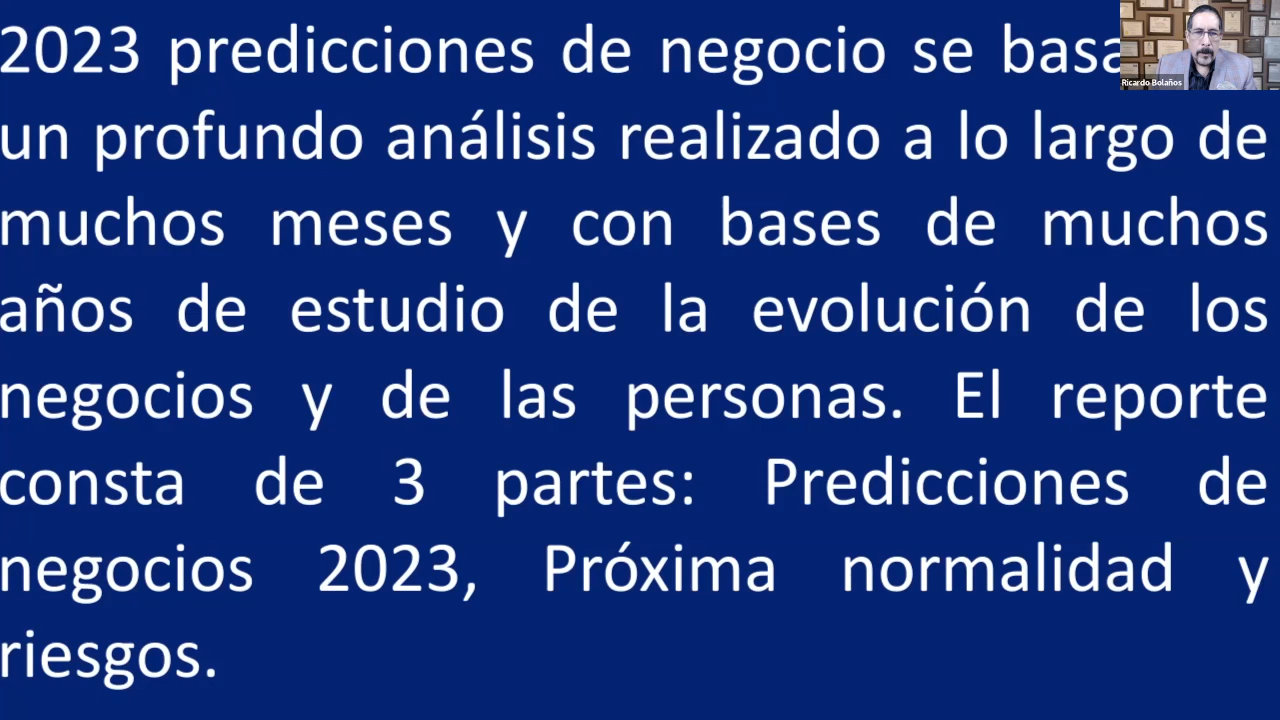 2023 predicciones de negocio se basa
un profundo análisis realizado a lo largo de
muchos meses y con bases de muchos
años de estudio de la evolución de los
negocios y de las personas. El reporte
consta de 3 partes: Predicciones de
negocios 2023, Próxima normalidad y
riesgos.
Ricardo Bolaños